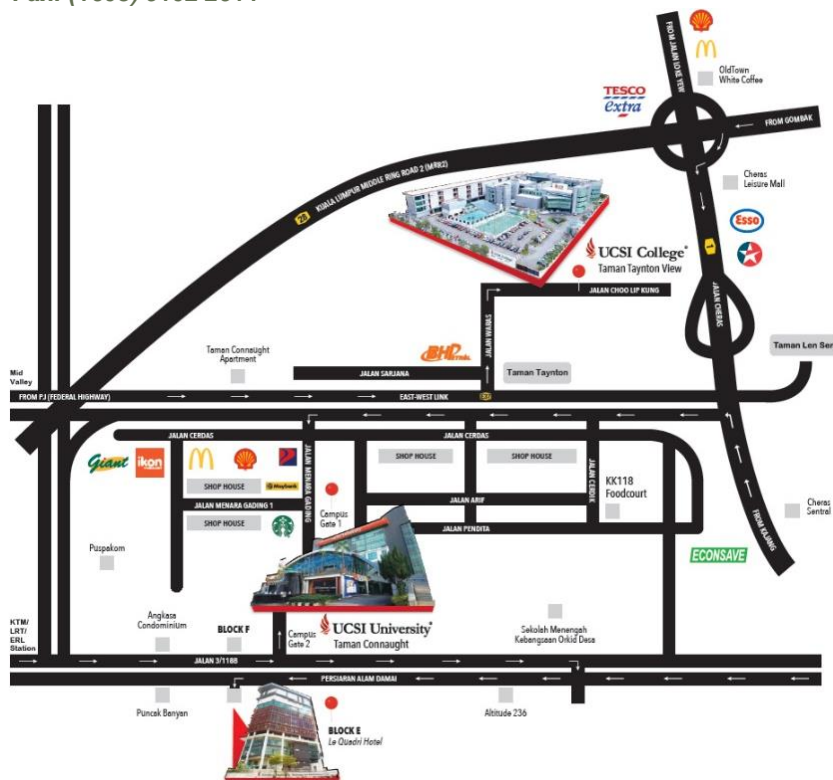 FROM JALAN LOKE YEW
OldTown
White Coffee
TESCO
extra
FROM GOMBAK
KUALA LUMPUR MIDDLE RING ROAD 2 (MRR2)
28
Cheras
Leisure Mall
Esso
1
UCSI College
Taman Taynton View
JALAN CHOO LIP KUNG
JALAN CHERAS
JALAN WARAS
Taman Connaught
Apartment
BHPetrol
JALAN SARJANA
Taman Taynton
Taman Len Sen
Mid
Valley
FROM PJ (FEDERAL HIGHWAY)
EAST-WEST LINK
JALAN CERDAS
JALAN CERDAS
Giant
ikon
JALAN MENARA GADING
SHOP HOUSE
SHOP HOUSE
SHOP HOUSE
Maybank
JALAN CERDIK
KK118
Foodcourt
JALAN MENARA GADING 1
JALAN ARIF
SHOP HOUSE
Campus
Gate 1
JALAN PENDITA
FROM KAJANG
Cheras
Sentral
Puspakom
ECONSAVE
KTM/
LRT/
ERL
Station
Angkasa
Condominium
BLOCK F
Campus
Gate 2
UCSI University
Taman Connaught
Sekolah Menengah
Kebangsaan Orkid Desa
JALAN 3/118B
PERSIARAN ALAM DAMAI
Puncak Banyan
BLOCK E
Le Quadri Hotel
Altitude 236